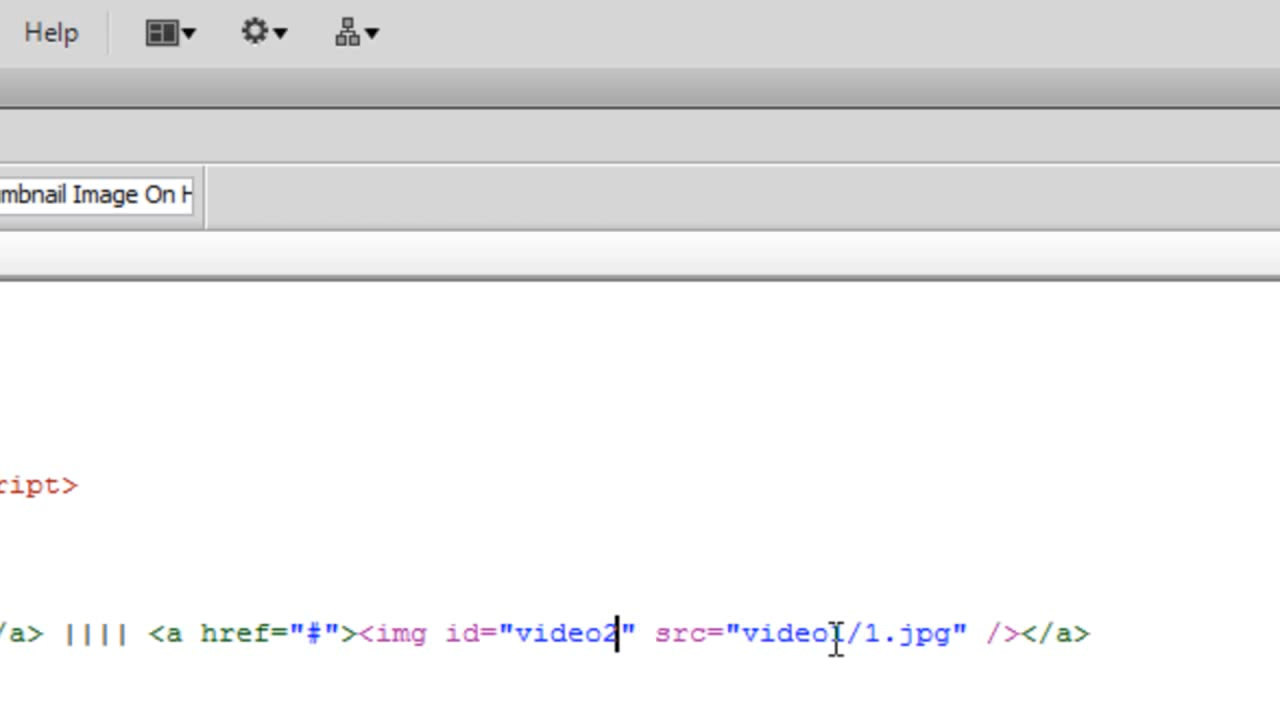 Help
mbnail Image On H
ript>
/a> |||| <a href="#"><img id="video2" src="video1/1.jpg" /></a>